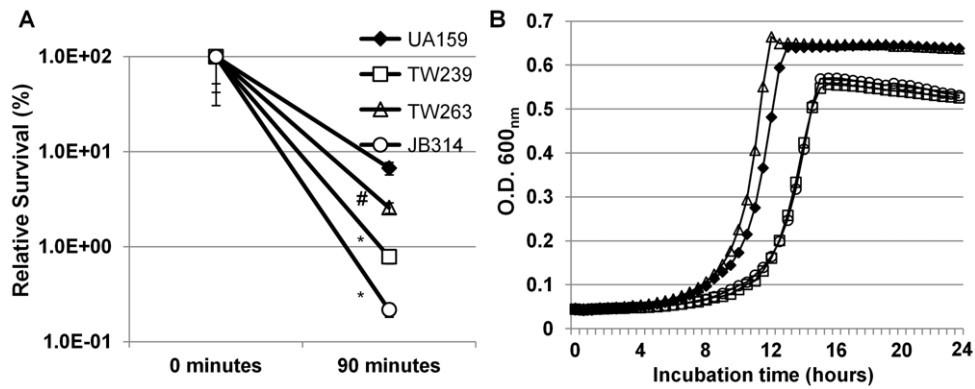 A
Relative Survival (%)
1.0E+02
1.0E+01
1.0E+00
1.0E-01
#
*
*
0 minutes
90 minutes
UA159
TW239
TW263
JB314
B
O.D. 600nm
0.7
0.6
0.5
0.4
0.3
0.2
0.1
0
0
4
8
12
16
20
24
Incubation time (hours)